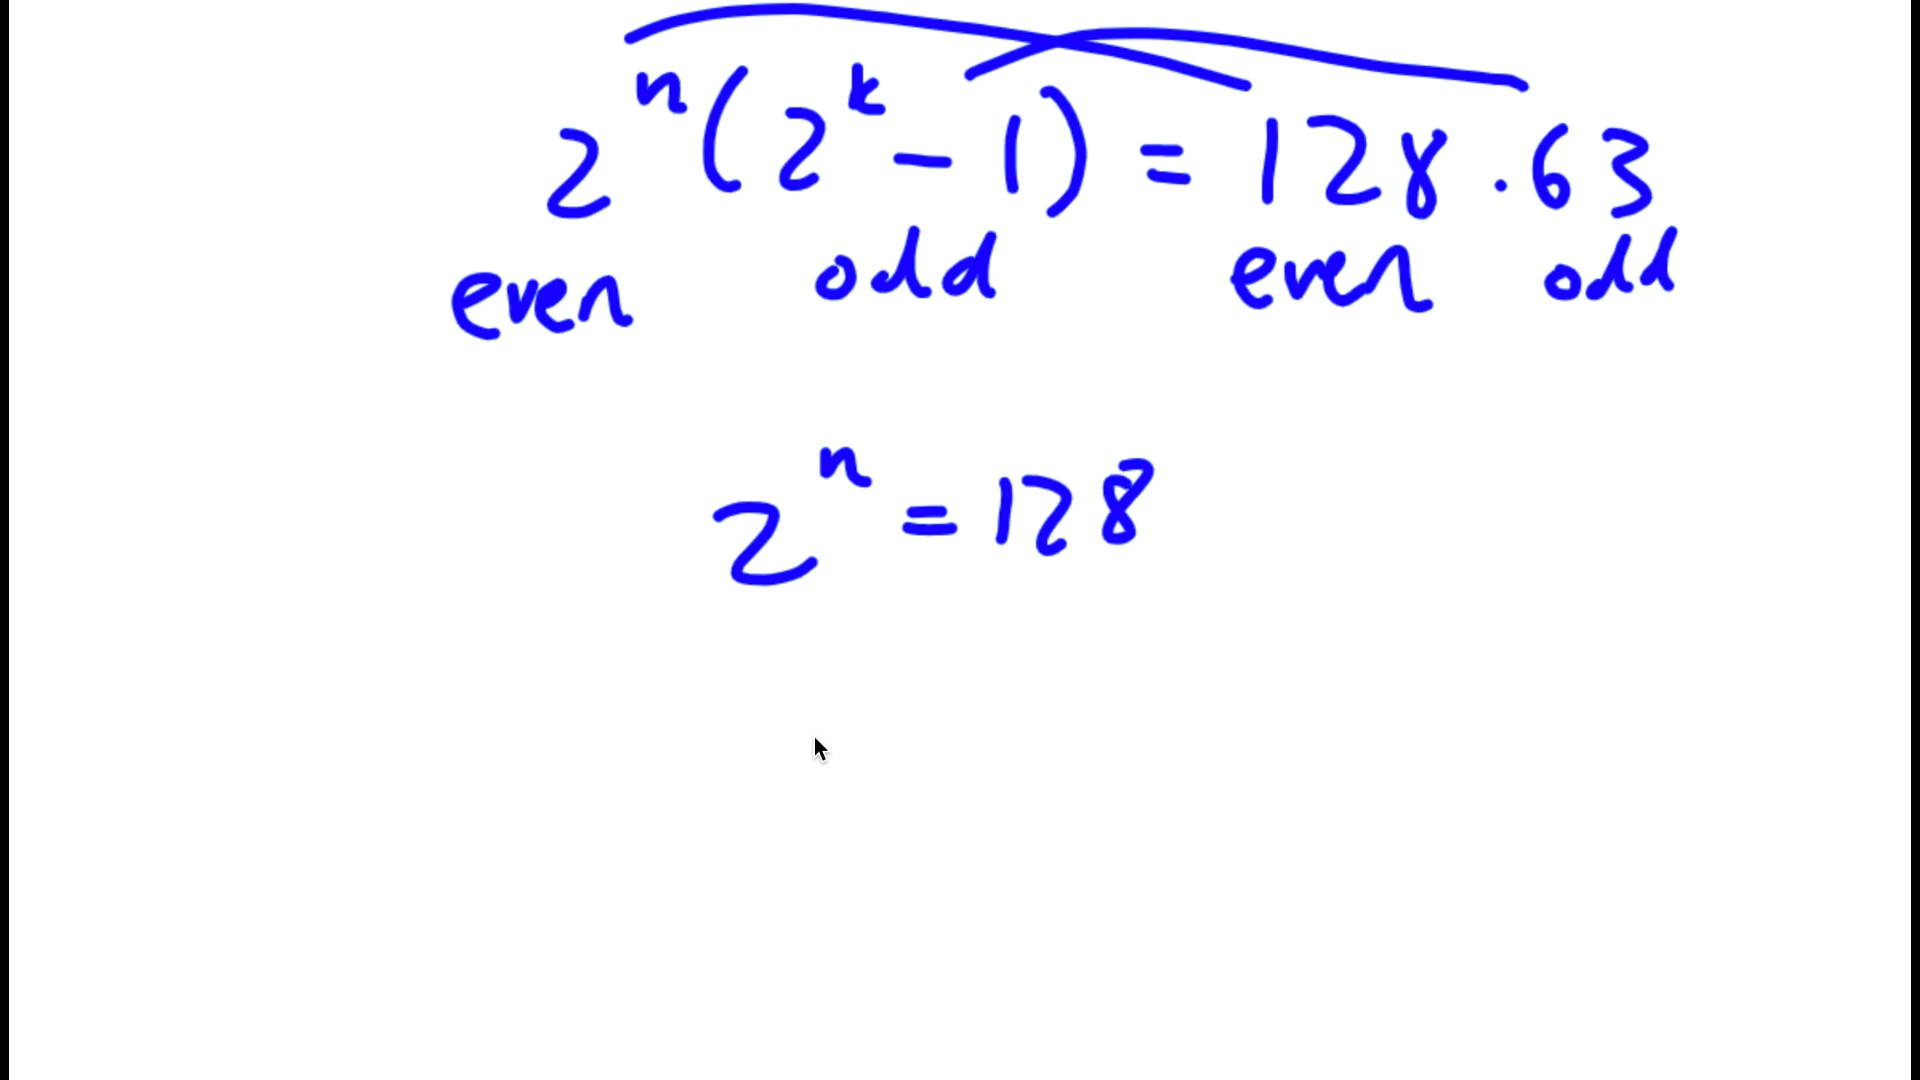 2ⁿ(2ᵏ - 1) = 128 . 63
even odd even odd
2ⁿ = 128